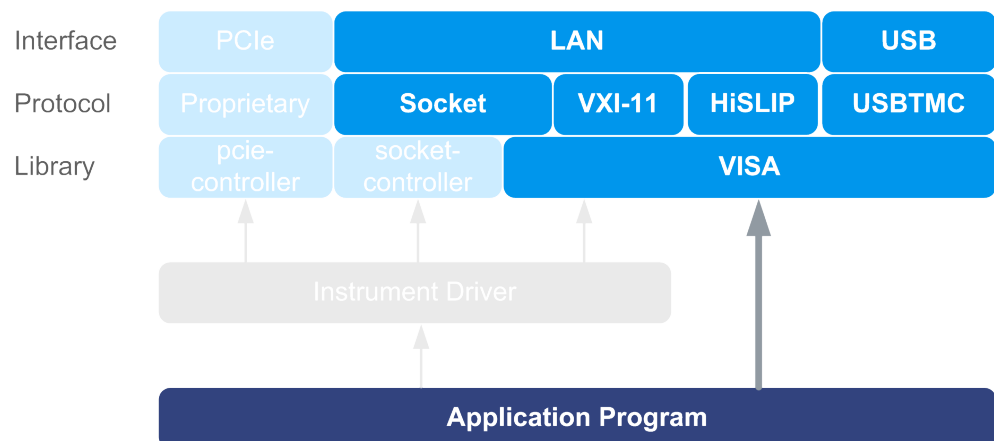 Interface PCIe LAN USB
Protocol Proprietary Socket VXI-11 HiSLIP USBTMC
Library pcie-
controller socket-
controller VISA
Instrument Driver
Application Program